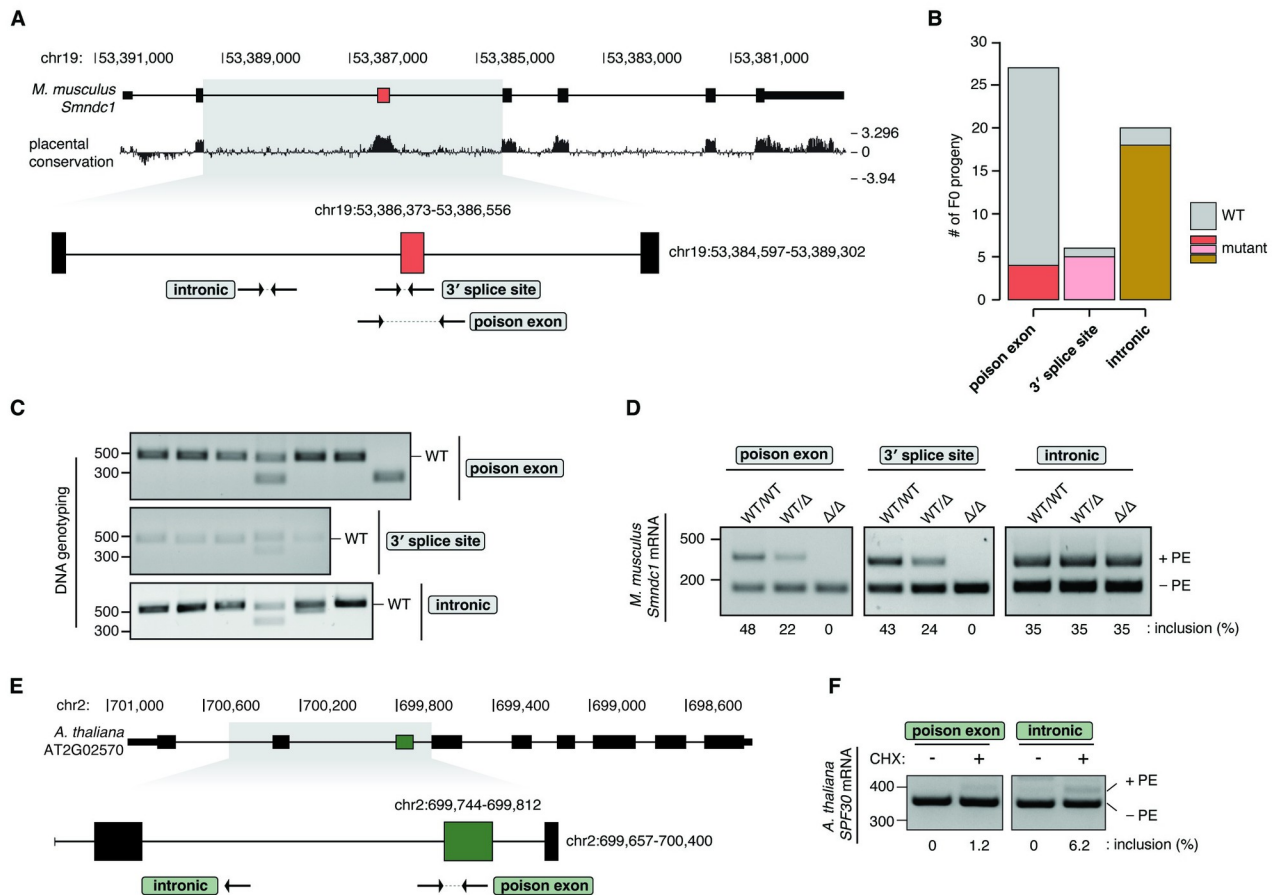 A
chr19: 53,391,000 53,389,000 53,387,000 53,385,000 53,383,000 53,381,000
M. musculus
Smndc1
placental
conservation
– 3.296
– 0
– -3.94
chr19:53,386,373-53,386,556
chr19:53,384,597-53,389,302
intronic
3′ splice site
poison exon
B
# of F0 progeny
30
25
20
15
10
5
0
poison exon
3′ splice site
intronic
WT
mutant
C
DNA genotyping
500
300
WT
poison exon
500
300
WT
3′ splice site
500
300
WT
intronic
D
poison exon 3′ splice site intronic
WT/WT WT/Δ Δ/Δ WT/WT WT/Δ Δ/Δ WT/WT WT/Δ Δ/Δ
M. musculus
Smndc1 mRNA
500
200
+ PE
– PE
48 22 0 43 24 0 35 35 35 : inclusion (%)
E
chr2: 701,000 700,600 700,200 699,800 699,400 699,000 698,600
A. thaliana
AT2G02570
chr2:699,744-699,812
chr2:699,657-700,400
intronic
poison exon
F
poison exon intronic
CHX: - + - +
A. thaliana
SPF30 mRNA
400
300
+ PE
– PE
0 1.2 0 6.2 : inclusion (%)